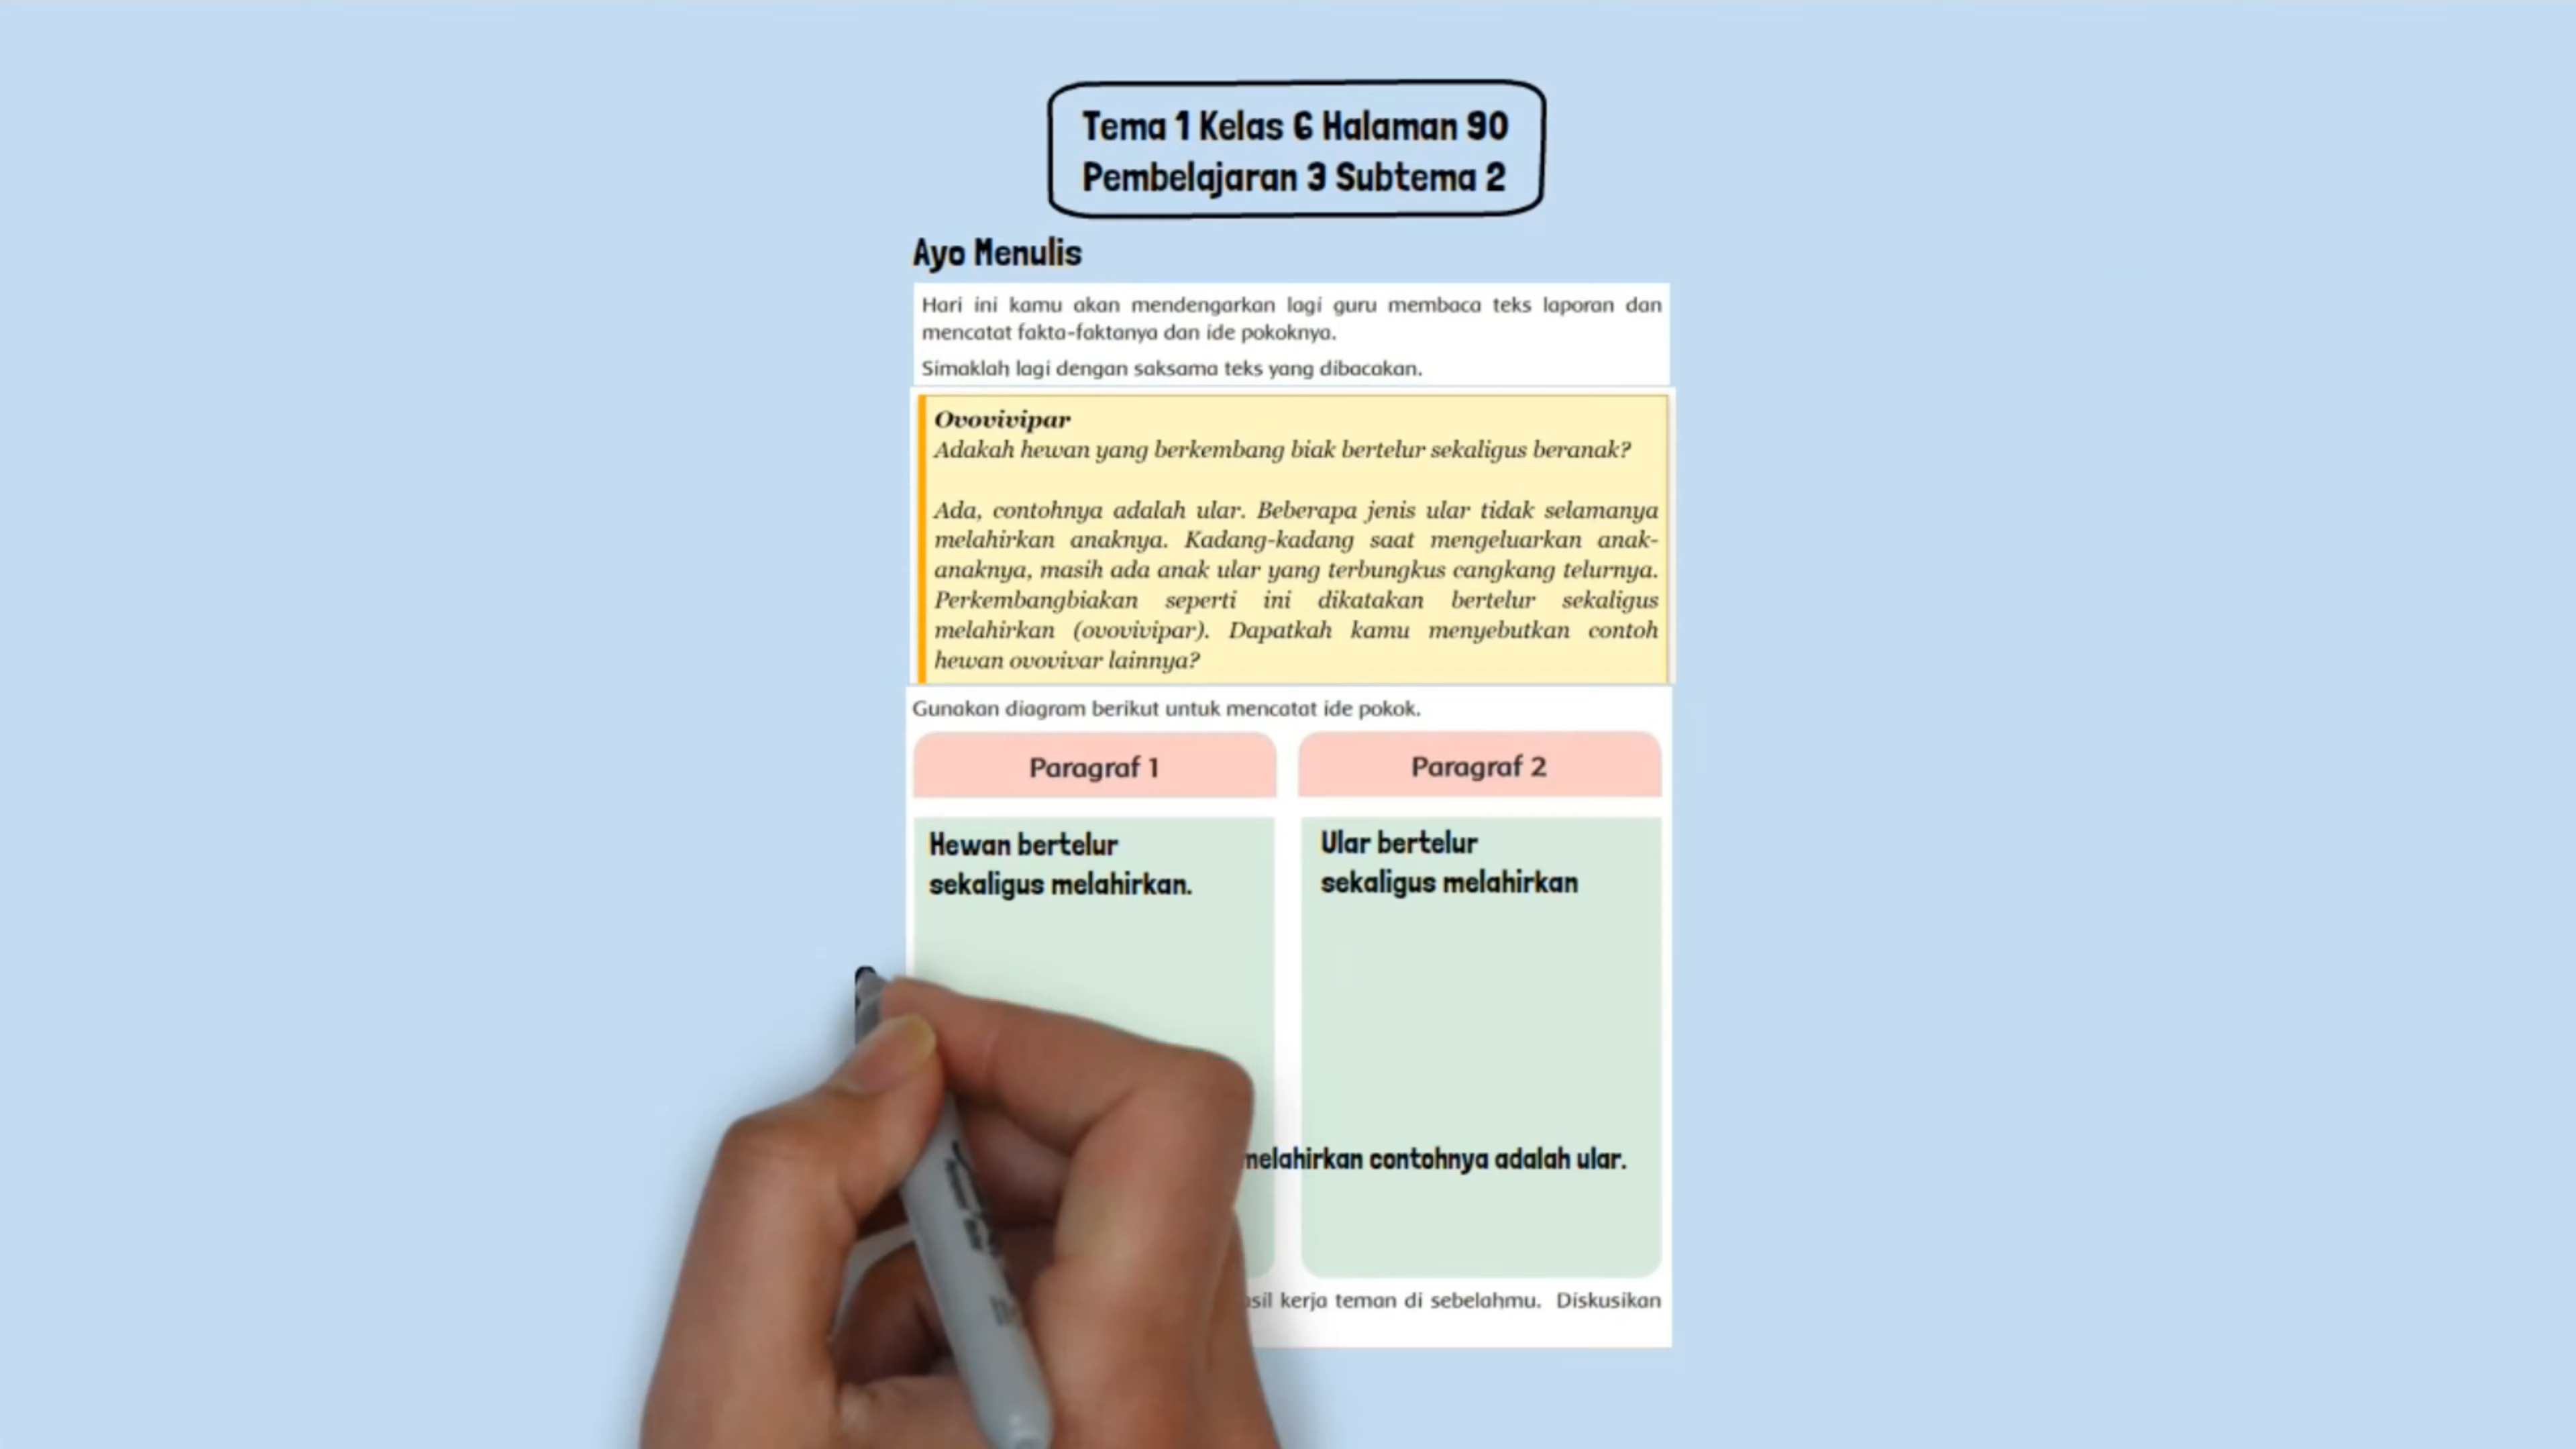 Tema 1 Kelas 6 Halaman 90
Pembelajaran 3 Subtema 2
Ayo Menulis
Hari ini kamu akan mendengarkan lagi guru membaca teks laporan dan
mencatat fakta-faktanya dan ide pokoknya.
Simaklah lagi dengan saksama teks yang dibacakan.
Ovovivipar
Adakah hewan yang berkembang biak bertelur sekaligus beranak?
Ada, contohnya adalah ular. Beberapa jenis ular tidak selamanya
melahirkan anaknya. Kadang-kadang saat mengeluarkan anak-
anaknya, masih ada anak ular yang terbungkus cangkang telurnya.
Perkembangbiakan seperti ini dikatakan bertelur sekaligus
melahirkan (ovovivipar). Dapatkah kamu menyebutkan contoh
hewan ovovivar lainnya?
Gunakan diagram berikut untuk mencatat ide pokok.
Paragraf 1
Paragraf 2
Hewan bertelur
sekaligus melahirkan.
Ular bertelur
sekaligus melahirkan
melahirkan contohnya adalah ular.
kerja teman di sebelahmu. Diskusikan